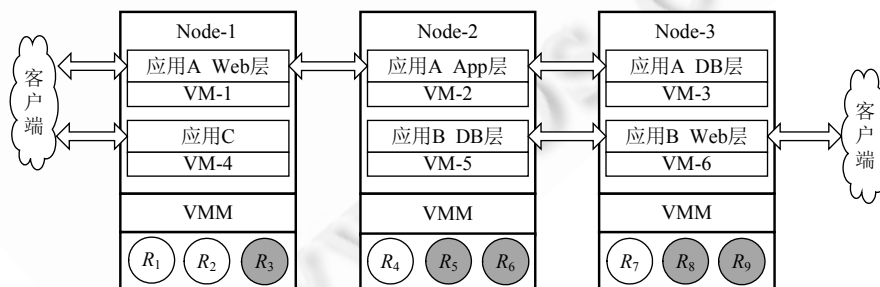 Node-1 Node-2 Node-3
客户端 应用A Web层 应用A App层 应用A DB层
VM-1 VM-2 VM-3
应用C 应用B DB层 应用B Web层 客户端
VM-4 VM-5 VM-6
VMM VMM VMM
R1 R2 R3 R4 R5 R6 R7 R8 R9